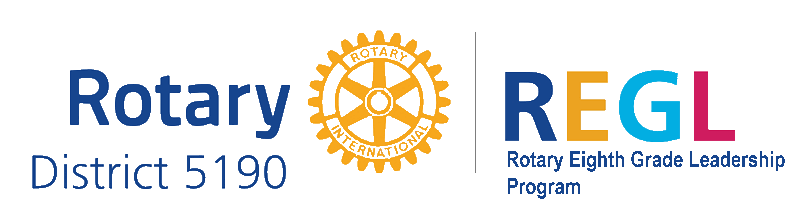 Rotary
District 5190
ROTARY
INTERNATIONAL
REGL
Rotary Eighth Grade Leadership
Program